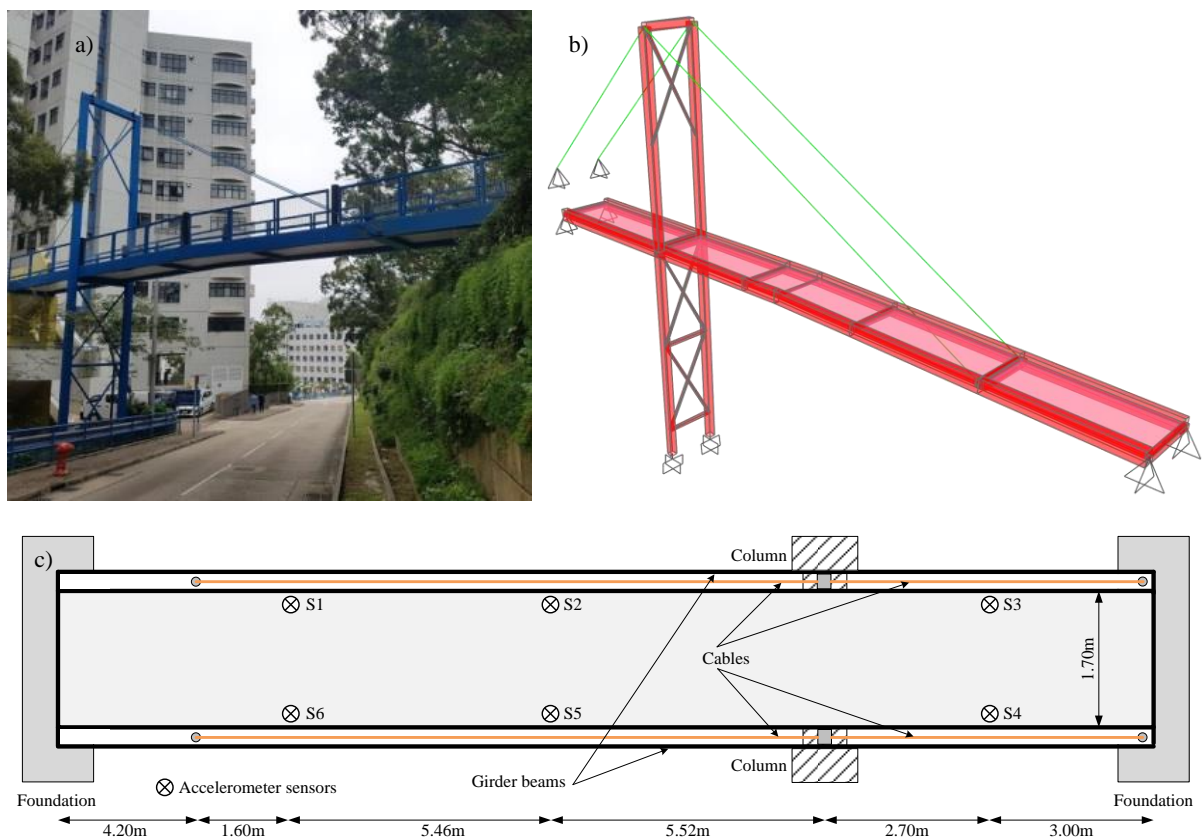 a)
b)
c)
Column
S1
S2
S3
Cables
1.70m
S6
S5
S4
Column
Girder beams
Accelerometer sensors
Foundation
Foundation
4.20m
1.60m
5.46m
5.52m
2.70m
3.00m